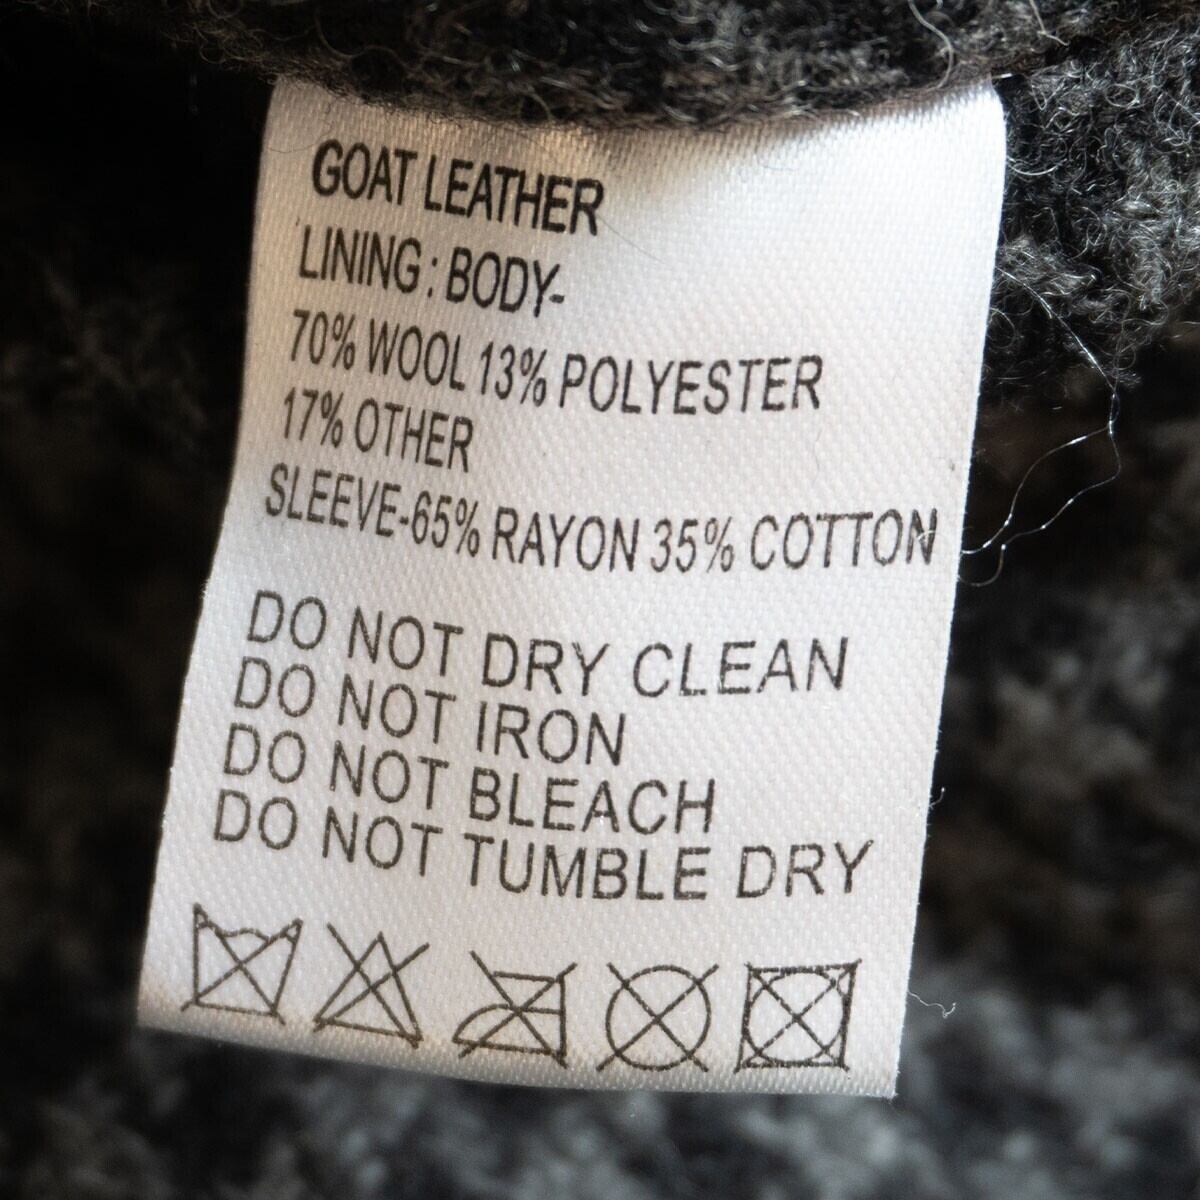 GOAT LEATHER
LINING : BODY-
70% WOOL 13% POLYESTER
17% OTHER
SLEEVE-65% RAYON 35% COTTON
DO NOT DRY CLEAN
DO NOT IRON
DO NOT BLEACH
DO NOT TUMBLE DRY